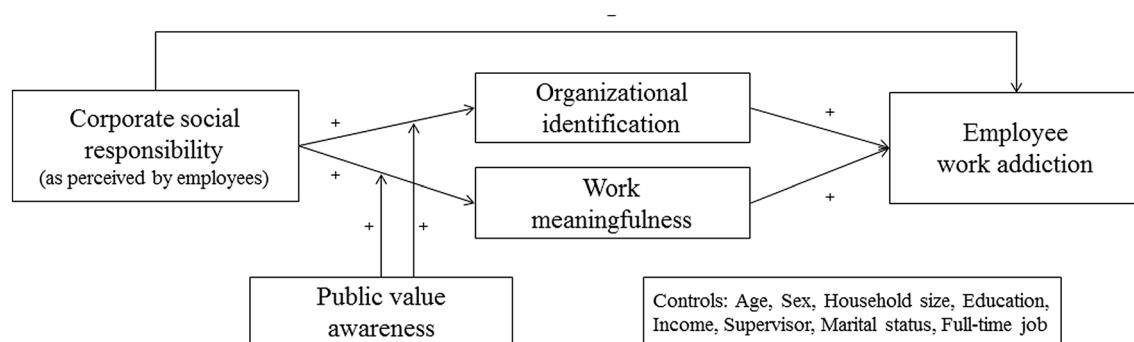 −
Corporate social
responsibility
(as perceived by employees)
+
+
Organizational
identification
Work
meaningfulness
+
+
Employee
work addiction
+
+
Public value
awareness
Controls: Age, Sex, Household size, Education,
Income, Supervisor, Marital status, Full-time job